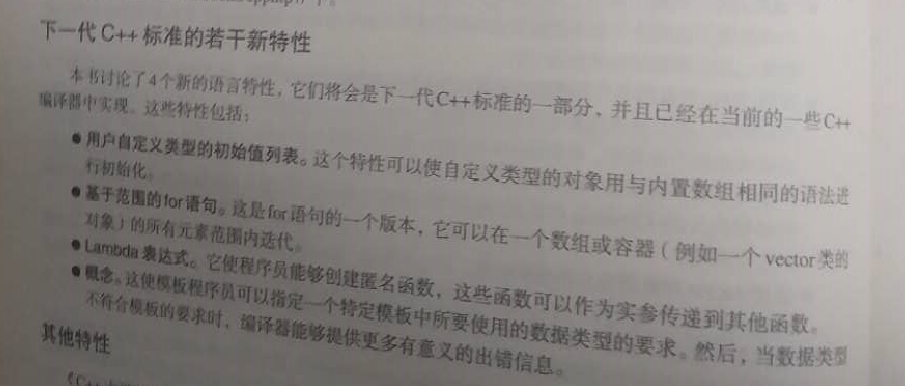 下一代 C++ 标准的若干新特性
本书讨论了4个新的语言特性，它们将会是下一代C++标准的一部分，并且已经在当前的一些C++
编译器中实现。这些特性包括：
● 用户自定义类型的初始值列表。这个特性可以使自定义类型的对象用与内置数组相同的语法进
行初始化。
● 基于范围的for语句。这是for语句的一个版本，它可以在一个数组或容器（例如一个vector类的
对象）的所有元素范围内迭代。
● Lambda 表达式。它使程序员能够创建匿名函数，这些函数可以作为实参传递到其他函数。
● 概念。这使模板程序员可以指定一个特定模板中所要使用的数据类型的要求。然后，当数据类型
不符合模板的要求时，编译器能够提供更多有意义的出错信息。
其他特性